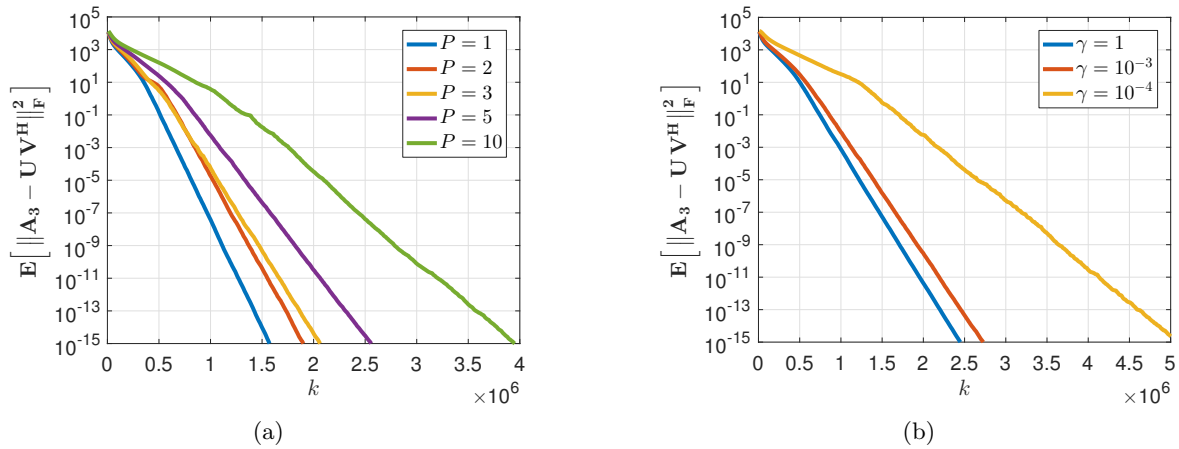 10^5
10^3
10^1
10^-1
10^-3
10^-5
10^-7
10^-9
10^-11
10^-13
10^-15
E[ ||A_3 − U V^H||_F^2 ]
P = 1
P = 2
P = 3
P = 5
P = 10
0 0.5 1 1.5 2 2.5 3 3.5 4
k
×10^6
(a)
10^5
10^3
10^1
10^-1
10^-3
10^-5
10^-7
10^-9
10^-11
10^-13
10^-15
E[ ||A_3 − U V^H||_F^2 ]
γ = 1
γ = 10^-3
γ = 10^-4
0 0.5 1 1.5 2 2.5 3 3.5 4 4.5 5
k
×10^6
(b)